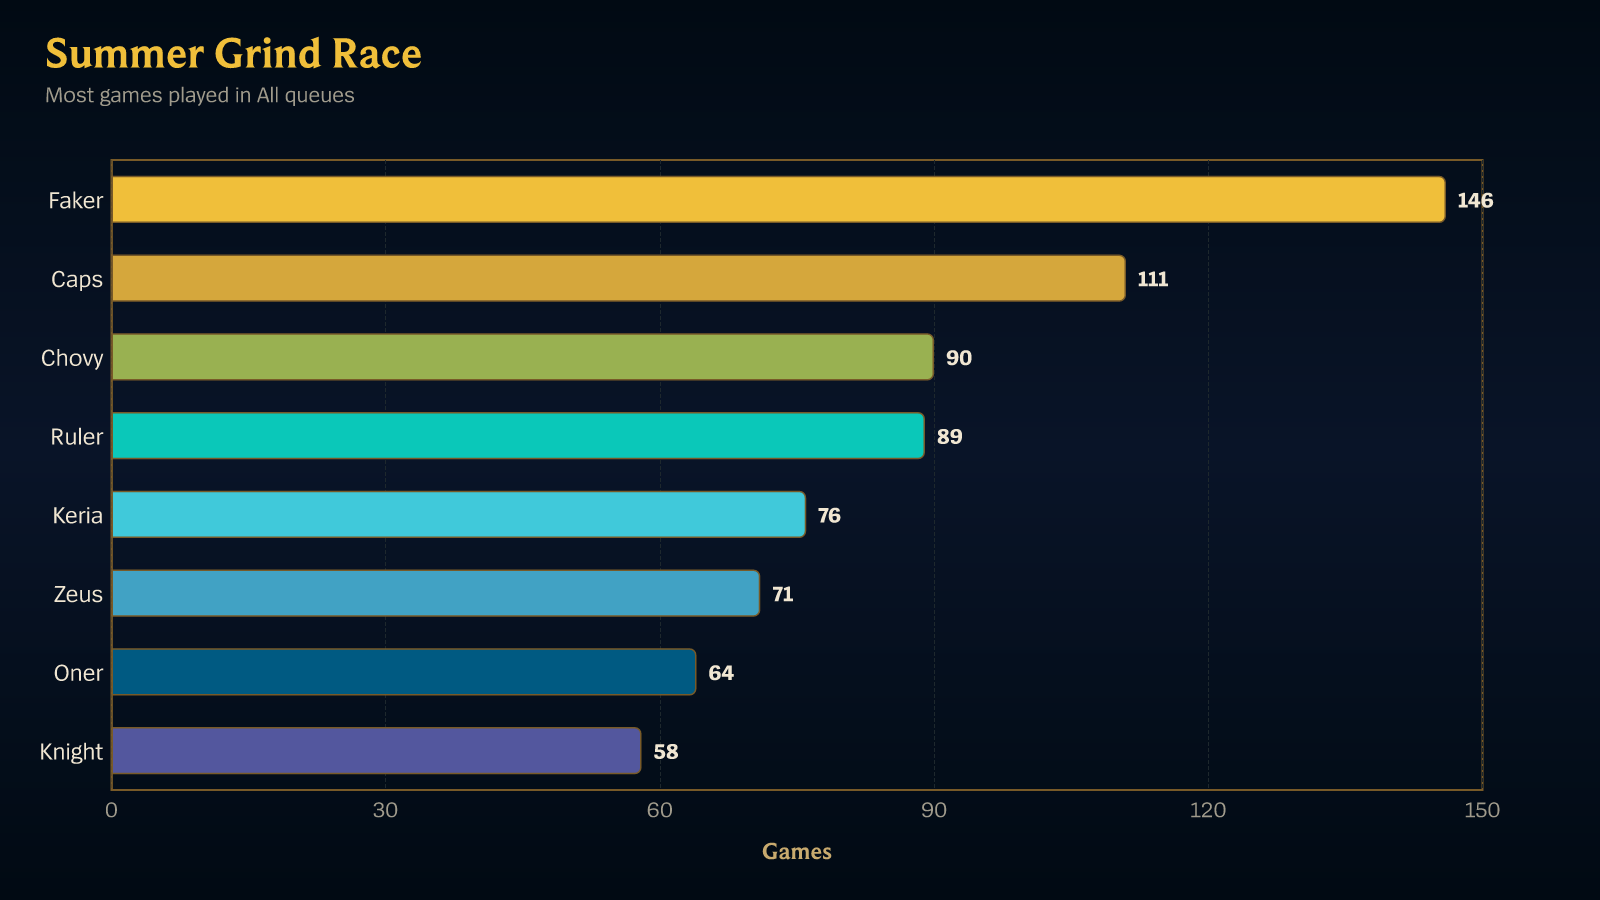 Summer Grind Race
Most games played in All queues
Faker 146
Caps 111
Chovy 90
Ruler 89
Keria 76
Zeus 71
Oner 64
Knight 58
0 30 60 90 120 150
Games